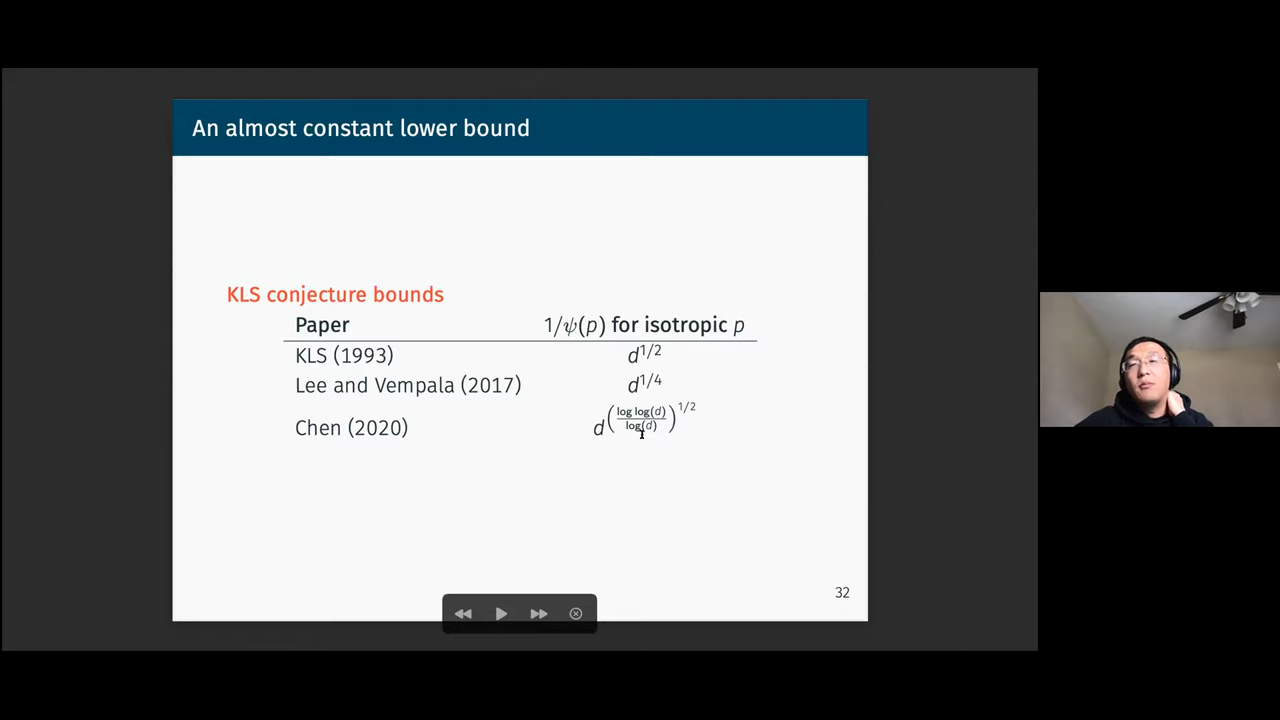 An almost constant lower bound
KLS conjecture bounds
Paper 1/ψ(p) for isotropic p
KLS (1993) d^{1/2}
Lee and Vempala (2017) d^{1/4}
Chen (2020) d^{(\frac{log log(d)}{log(d)})^{1/2}}
32